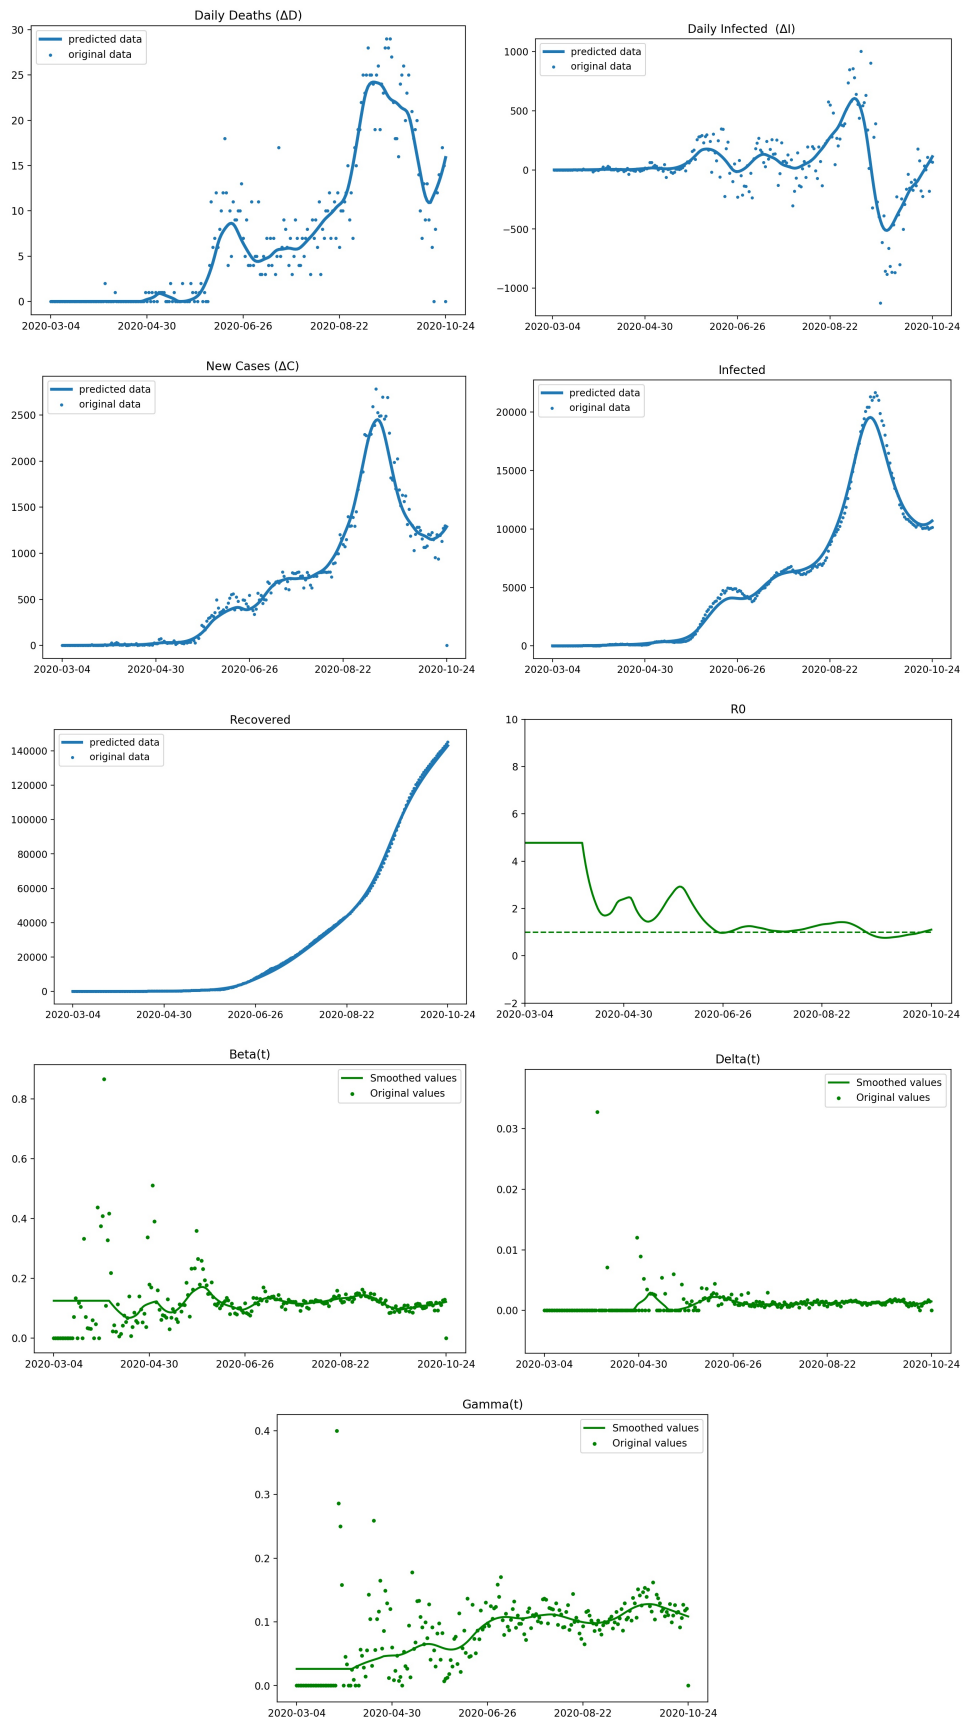 Daily Deaths (ΔD)
predicted data
original data
30
25
20
15
10
5
0
2020-03-04 2020-04-30 2020-06-26 2020-08-22 2020-10-24
Daily Infected (ΔI)
predicted data
original data
1000
500
0
−500
−1000
2020-03-04 2020-04-30 2020-06-26 2020-08-22 2020-10-24
New Cases (ΔC)
predicted data
original data
2500
2000
1500
1000
500
0
2020-03-04 2020-04-30 2020-06-26 2020-08-22 2020-10-24
Infected
predicted data
original data
20000
15000
10000
5000
0
2020-03-04 2020-04-30 2020-06-26 2020-08-22 2020-10-24
Recovered
predicted data
original data
140000
120000
100000
80000
60000
40000
20000
0
2020-03-04 2020-04-30 2020-06-26 2020-08-22 2020-10-24
R0
10
8
6
4
2
0
−2
2020-03-04 2020-04-30 2020-06-26 2020-08-22 2020-10-24
Beta(t)
Smoothed values
Original values
0.8
0.6
0.4
0.2
0.0
2020-03-04 2020-04-30 2020-06-26 2020-08-22 2020-10-24
Delta(t)
Smoothed values
Original values
0.03
0.02
0.01
0.00
2020-03-04 2020-04-30 2020-06-26 2020-08-22 2020-10-24
Gamma(t)
Smoothed values
Original values
0.4
0.3
0.2
0.1
0.0
2020-03-04 2020-04-30 2020-06-26 2020-08-22 2020-10-24